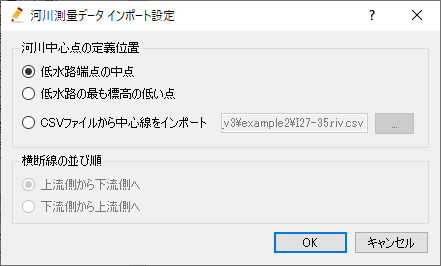 河川測量データ インポート設定
河川中心点の定義位置
低水路端点の中点
低水路の最も標高の低い点
CSVファイルから中心線をインポート
_v3¥example2¥I27-35.riv.csv
...
横断線の並び順
上流側から下流側へ
下流側から上流側へ
OK
キャンセル